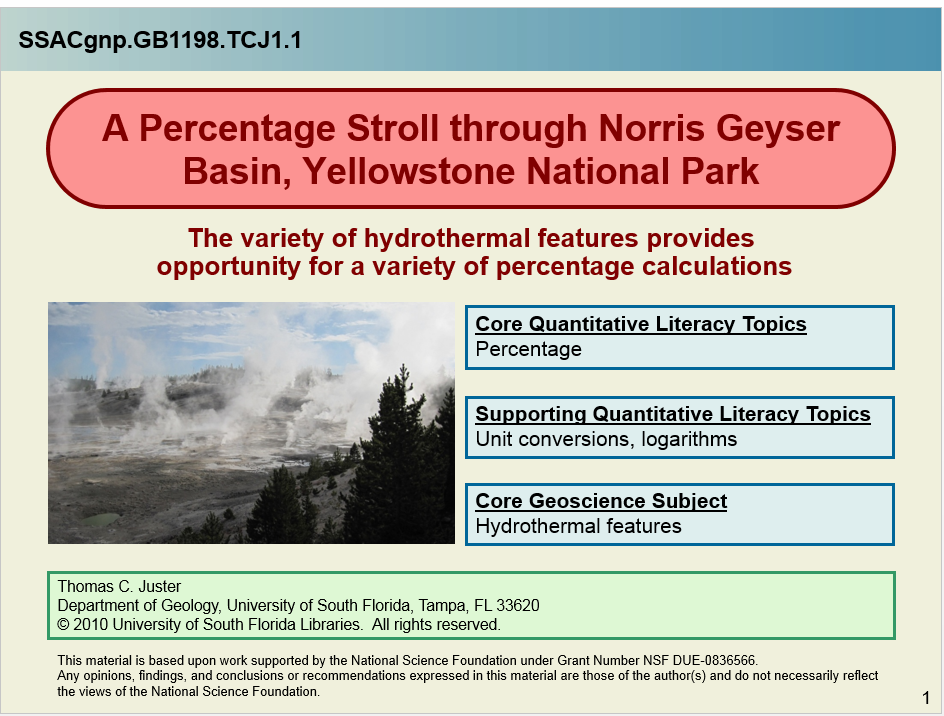 SSACgnp.GB1198.TCJ1.1
A Percentage Stroll through Norris Geyser
Basin, Yellowstone National Park
The variety of hydrothermal features provides
opportunity for a variety of percentage calculations
Core Quantitative Literacy Topics
Percentage
Supporting Quantitative Literacy Topics
Unit conversions, logarithms
Core Geoscience Subject
Hydrothermal features
Thomas C. Juster
Department of Geology, University of South Florida, Tampa, FL 33620
© 2010 University of South Florida Libraries.  All rights reserved.
This material is based upon work supported by the National Science Foundation under Grant Number NSF DUE-0836566.
Any opinions, findings, and conclusions or recommendations expressed in this material are those of the author(s) and do not necessarily reflect
the views of the National Science Foundation.
1